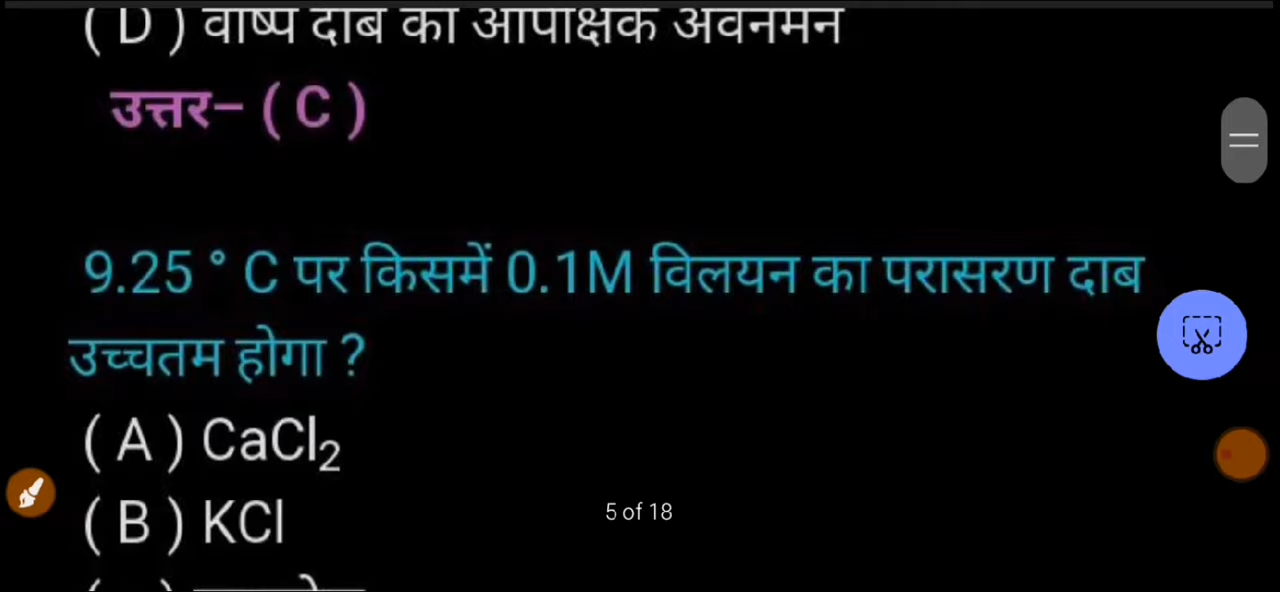 ( D ) वाष्प दाब का आपेक्षिक अवनमन
उत्तर– ( C )
9.25 ° C पर किसमें 0.1M विलयन का परासरण दाब
उच्चतम होगा ?
( A ) CaCl₂
( B ) KCl
5 of 18